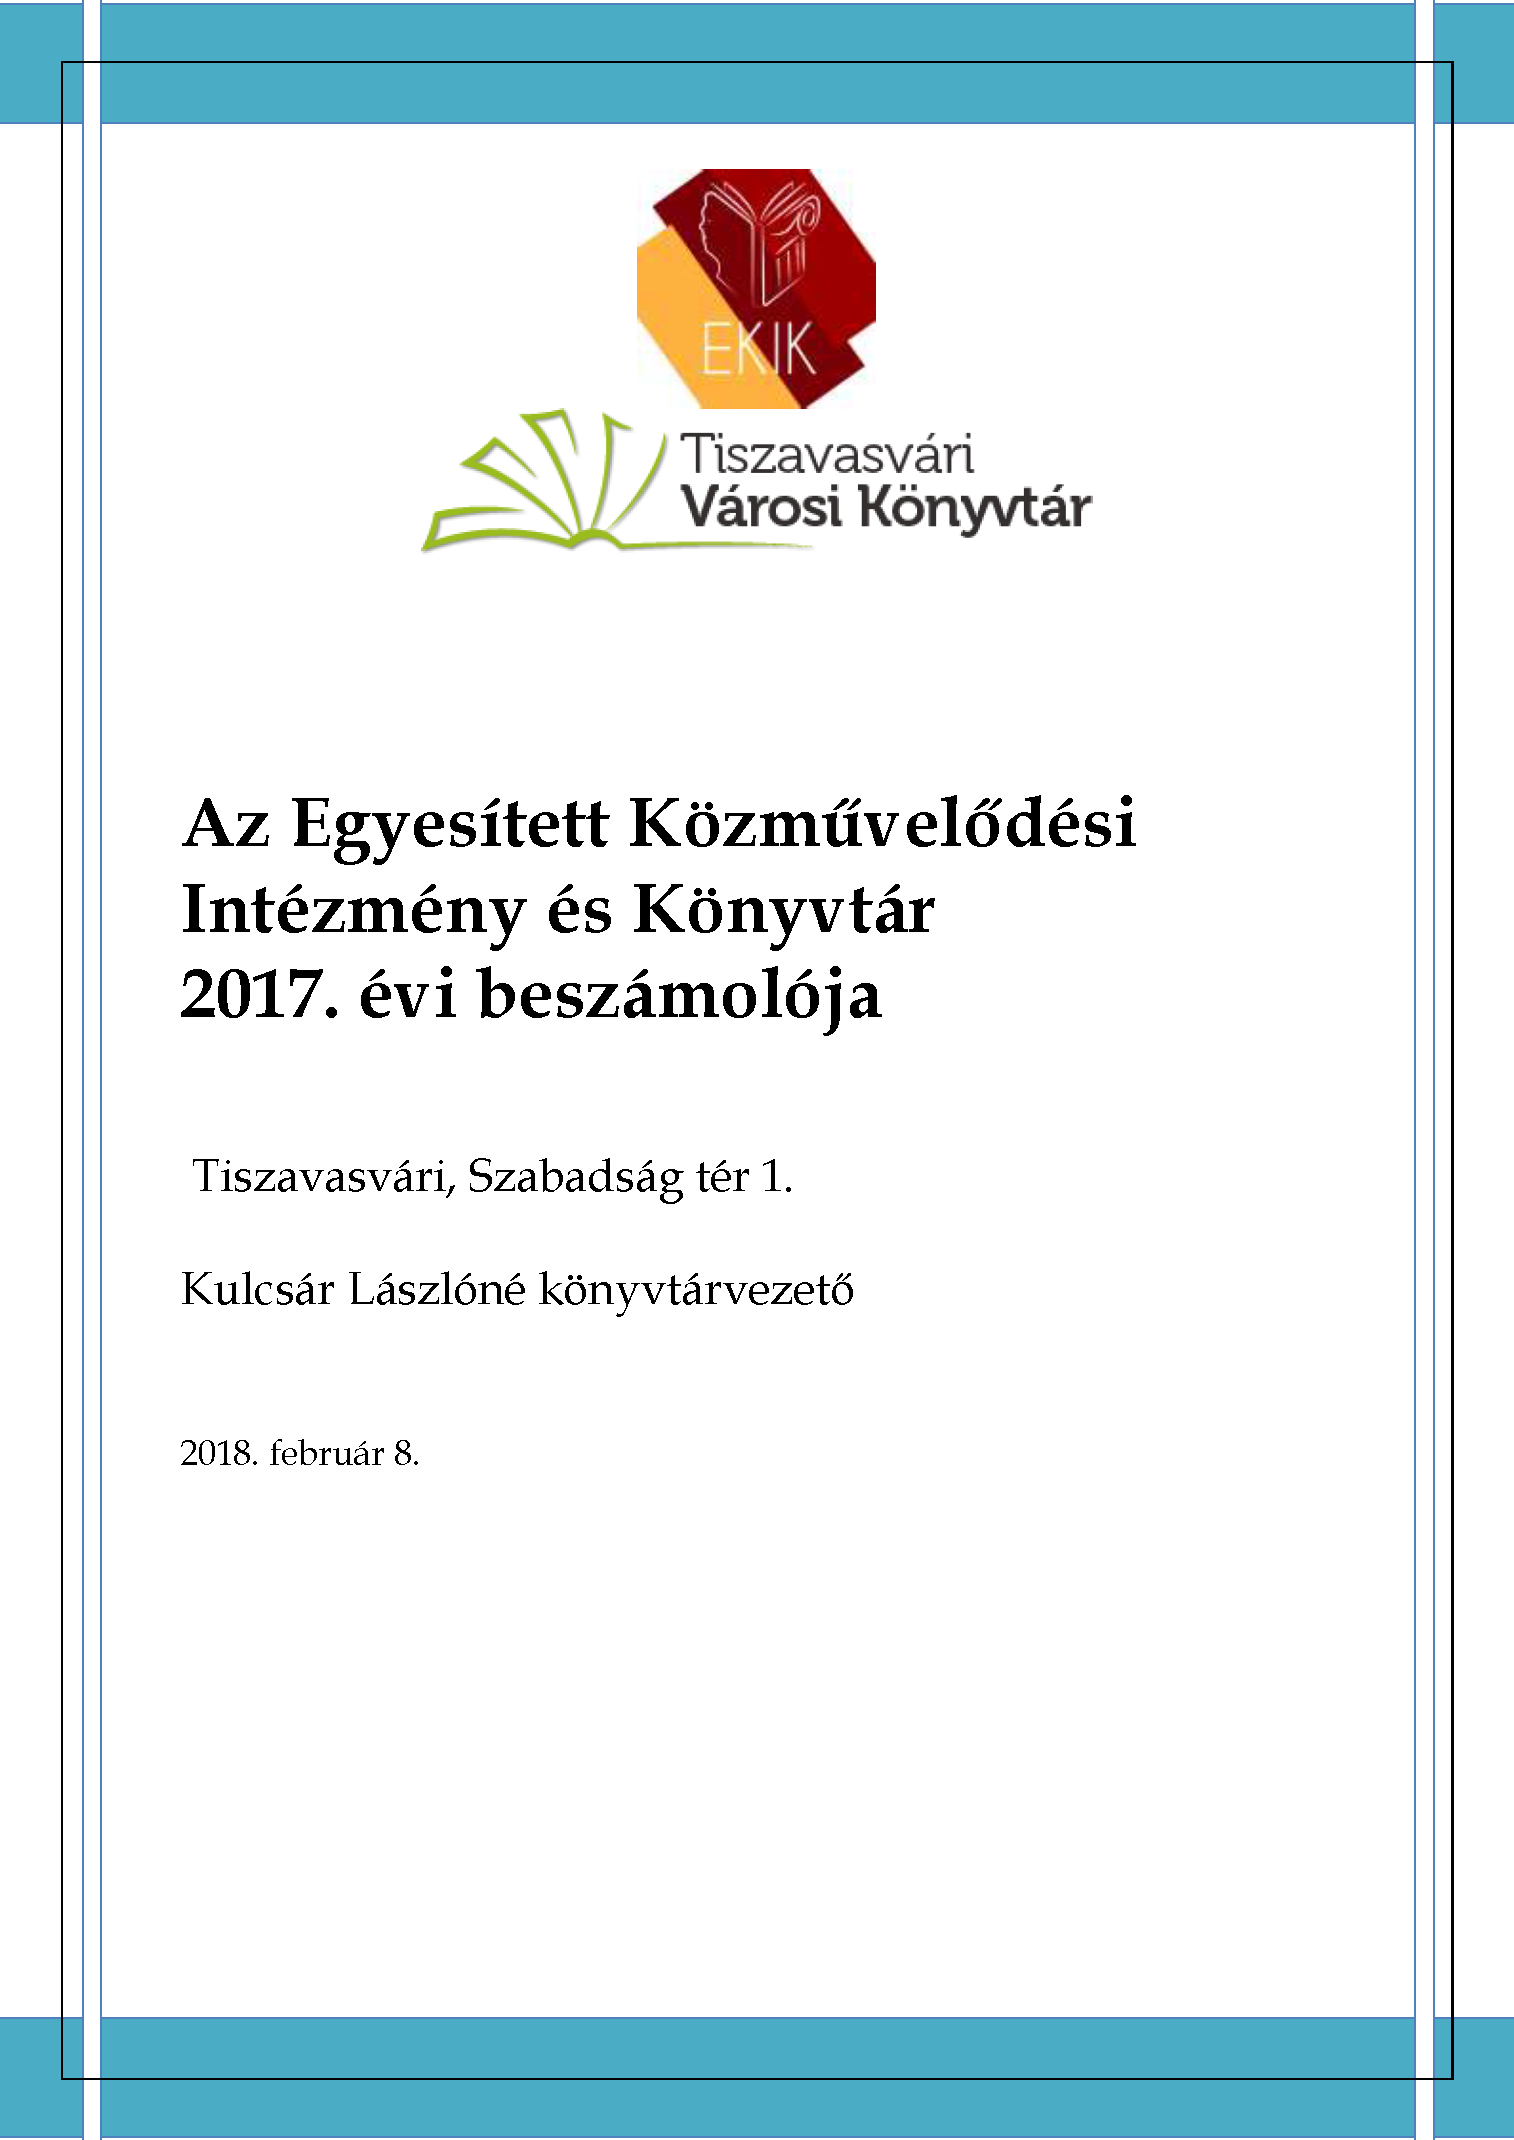 EKIK
Tiszavasvári
Városi Könyvtár
Az Egyesített Közművelődési
Intézmény és Könyvtár
2017. évi beszámolója
Tiszavasvári, Szabadság tér 1.
Kulcsár Lászlóné könyvtárvezető
2018. február 8.